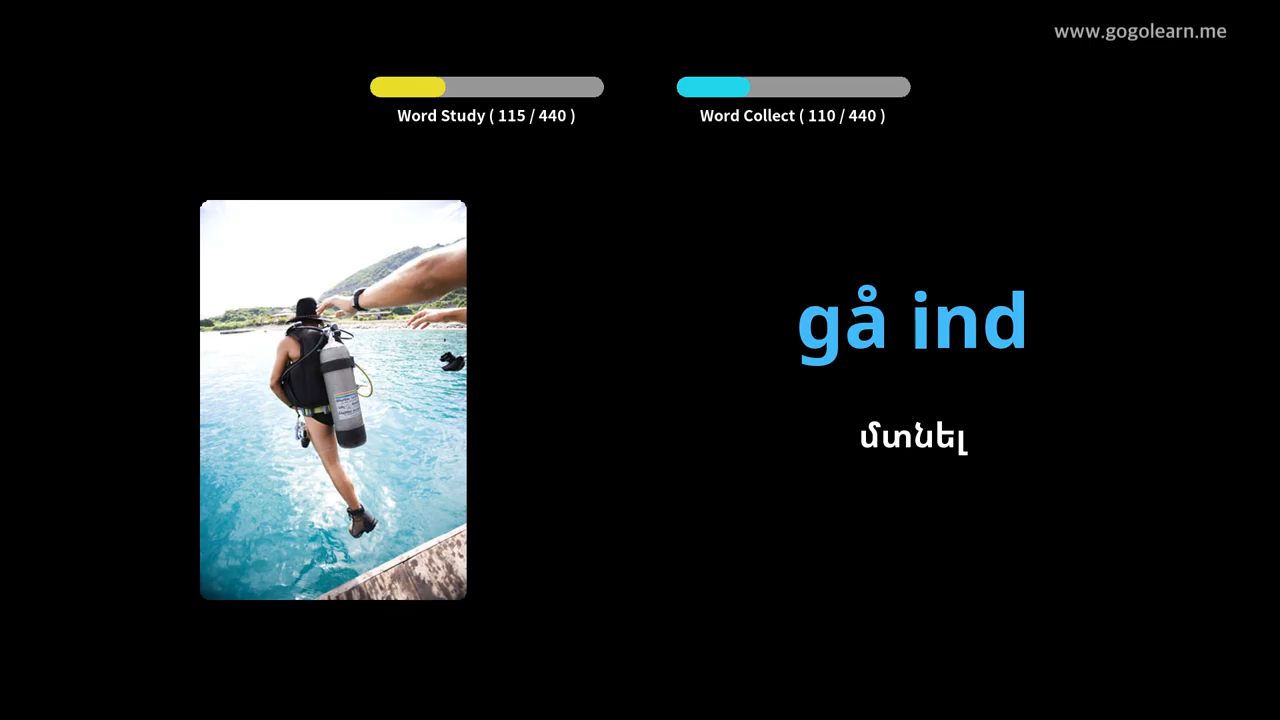 www.gogolearn.me
Word Study ( 115 / 440 )
Word Collect ( 110 / 440 )
gå ind
մտնել